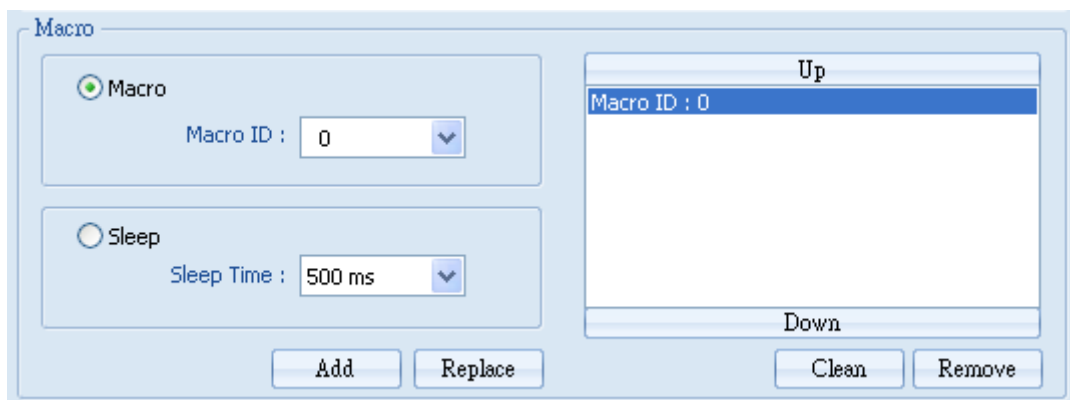 Macro
Macro
Macro ID : 0
Sleep
Sleep Time : 500 ms
Add Replace
Up
Macro ID : 0
Down
Clean Remove